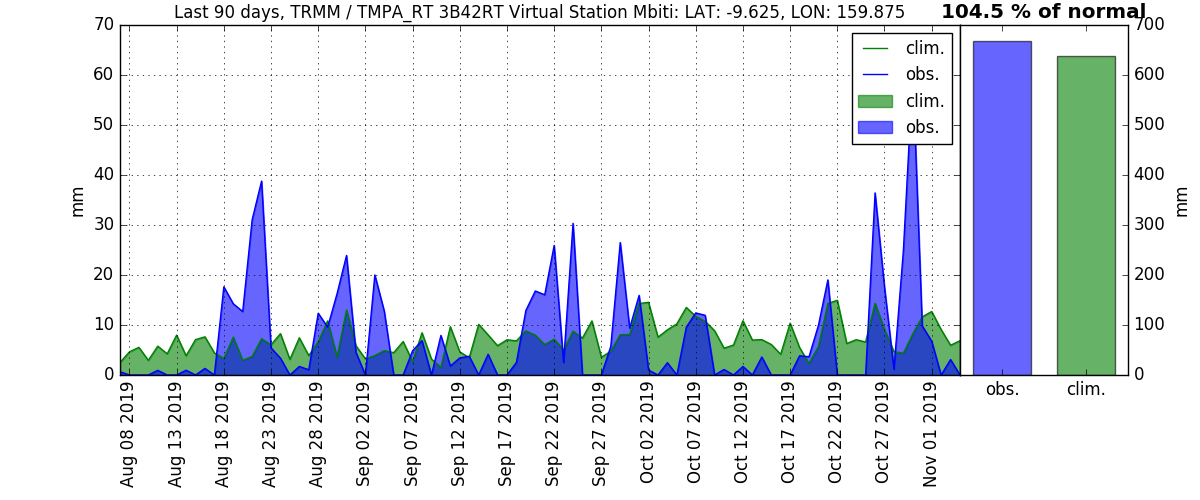 Last 90 days, TRMM / TMPA_RT 3B42RT Virtual Station Mbiti: LAT: -9.625, LON: 159.875
104.5 % of normal
70
60
50
40
30
20
10
0
mm
clim.
obs.
clim.
obs.
Aug 08 2019
Aug 13 2019
Aug 18 2019
Aug 23 2019
Aug 28 2019
Sep 02 2019
Sep 07 2019
Sep 12 2019
Sep 17 2019
Sep 22 2019
Sep 27 2019
Oct 02 2019
Oct 07 2019
Oct 12 2019
Oct 17 2019
Oct 22 2019
Oct 27 2019
Nov 01 2019
obs.
clim.
700
600
500
400
300
200
100
0
mm